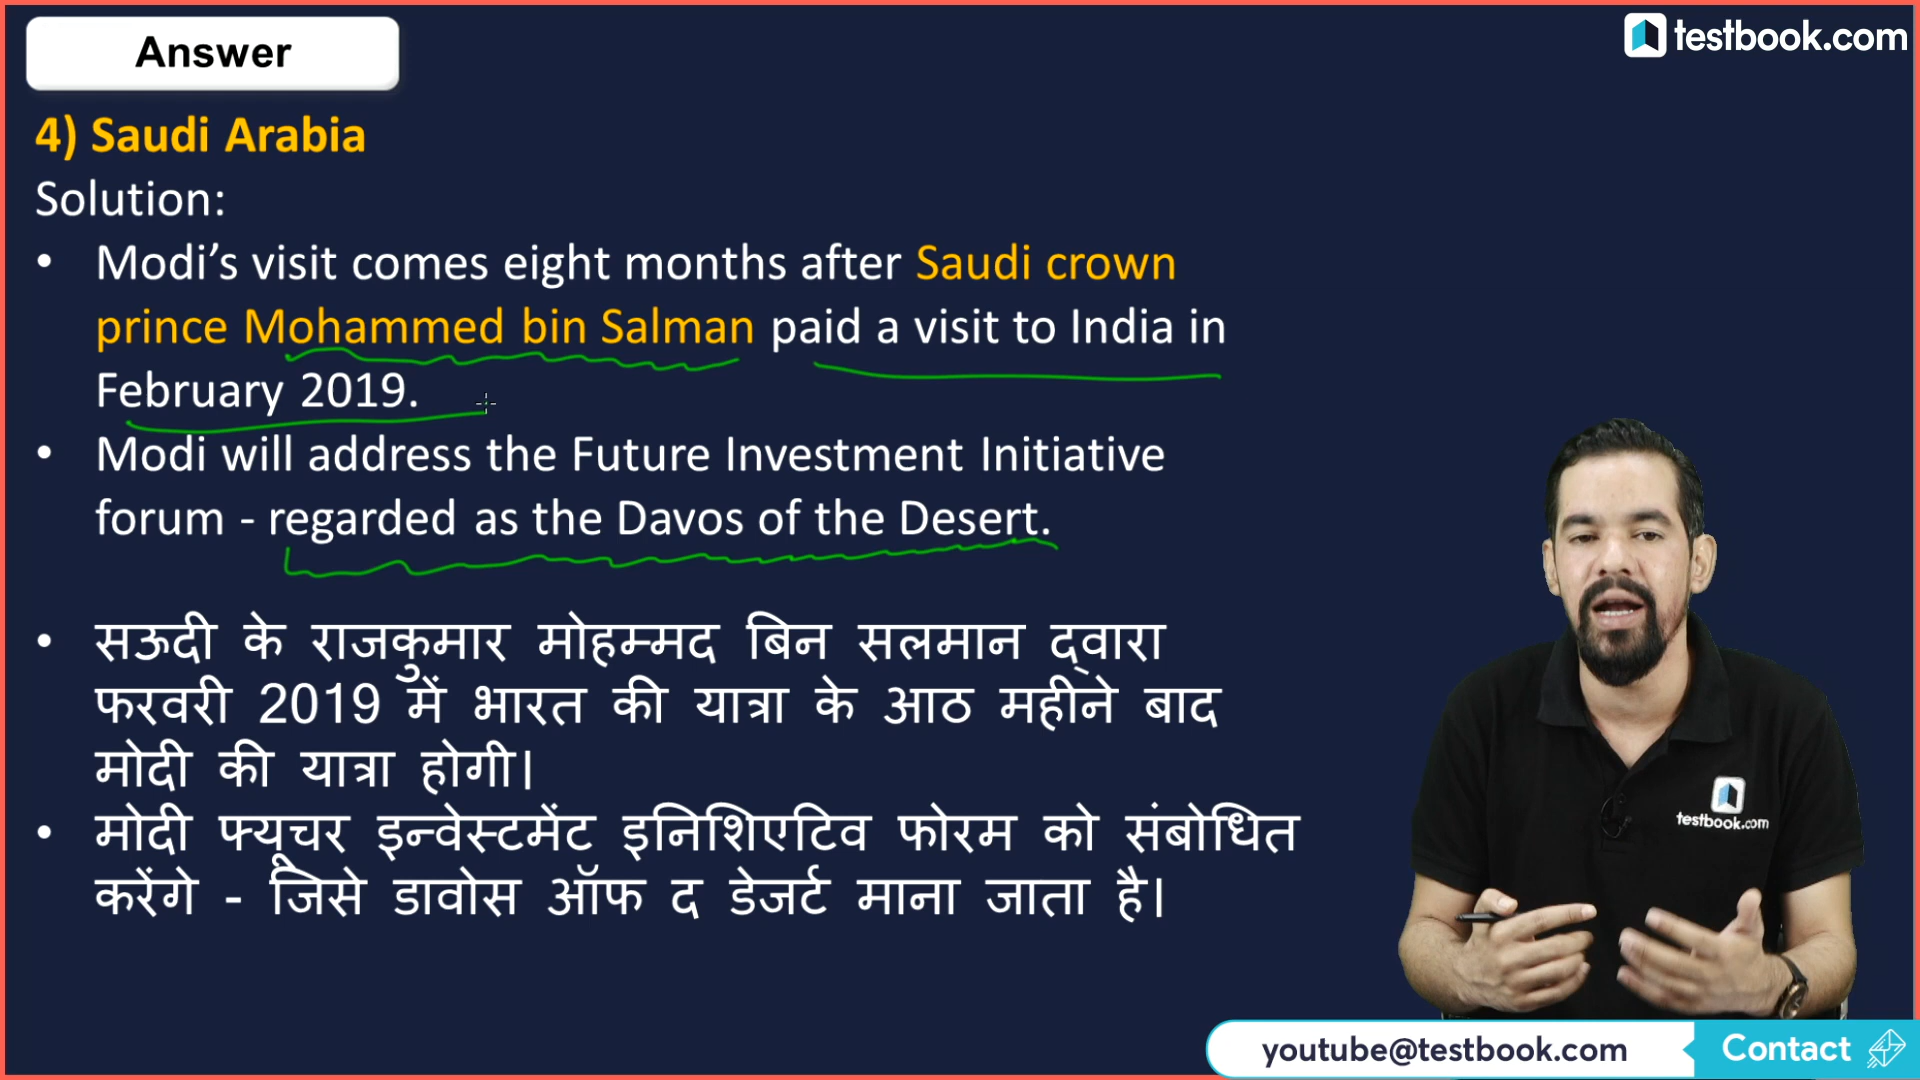 Answer
testbook.com
4) Saudi Arabia
Solution:
• Modi’s visit comes eight months after Saudi crown
prince Mohammed bin Salman paid a visit to India in
February 2019.
• Modi will address the Future Investment Initiative
forum - regarded as the Davos of the Desert.
• सऊदी के राजकुमार मोहम्मद बिन सलमान द्वारा
फरवरी 2019 में भारत की यात्रा के आठ महीने बाद
मोदी की यात्रा होगी।
• मोदी फ्यूचर इन्वेस्टमेंट इनिशिएटिव फोरम को संबोधित
करेंगे - जिसे डावोस ऑफ द डेजर्ट माना जाता है।
testbook.com
youtube@testbook.com
Contact